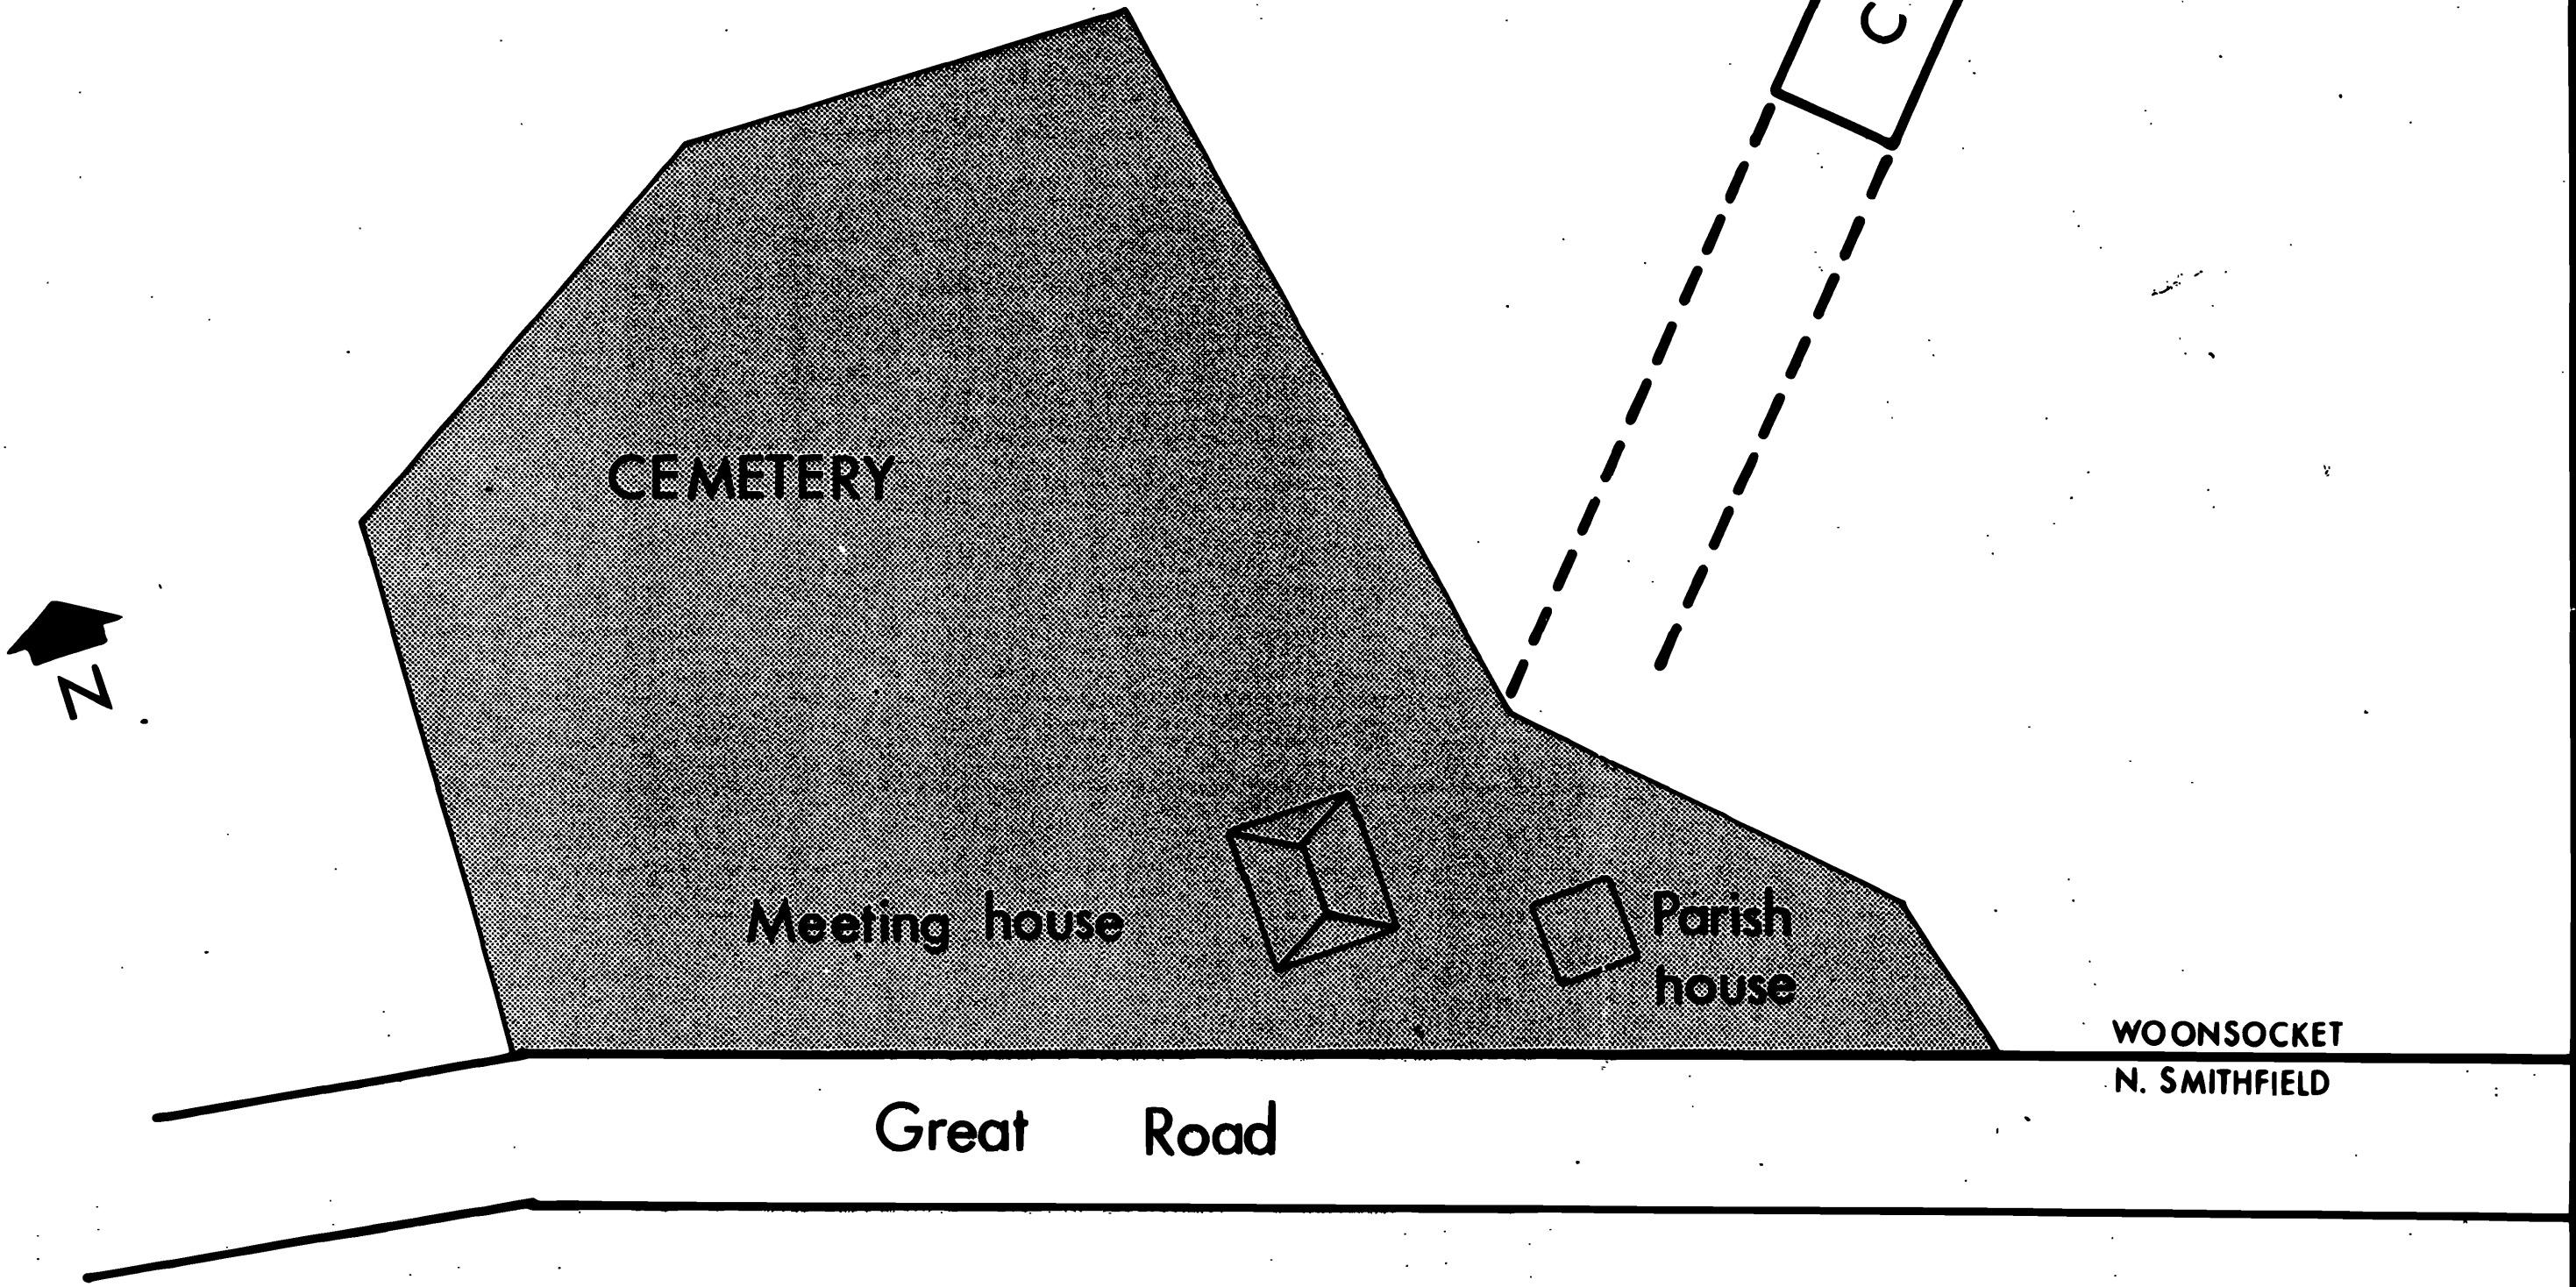 C
CEMETERY
N
Meeting house
Parish
house
WOONSOCKET
N. SMITHFIELD
Great Road